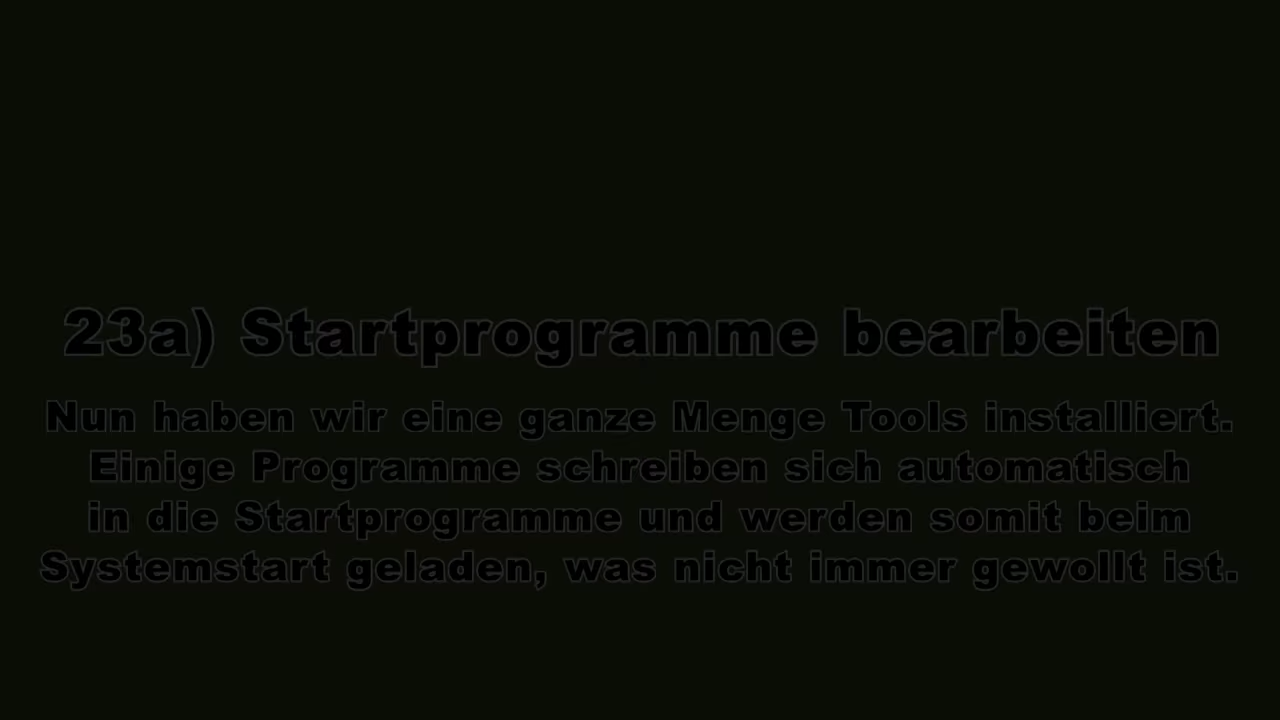 23a) Startprogramme bearbeiten
Nun haben wir eine ganze Menge Tools installiert.
Einige Programme schreiben sich automatisch
in die Startprogramme und werden somit beim
Systemstart geladen, was nicht immer gewollt ist.